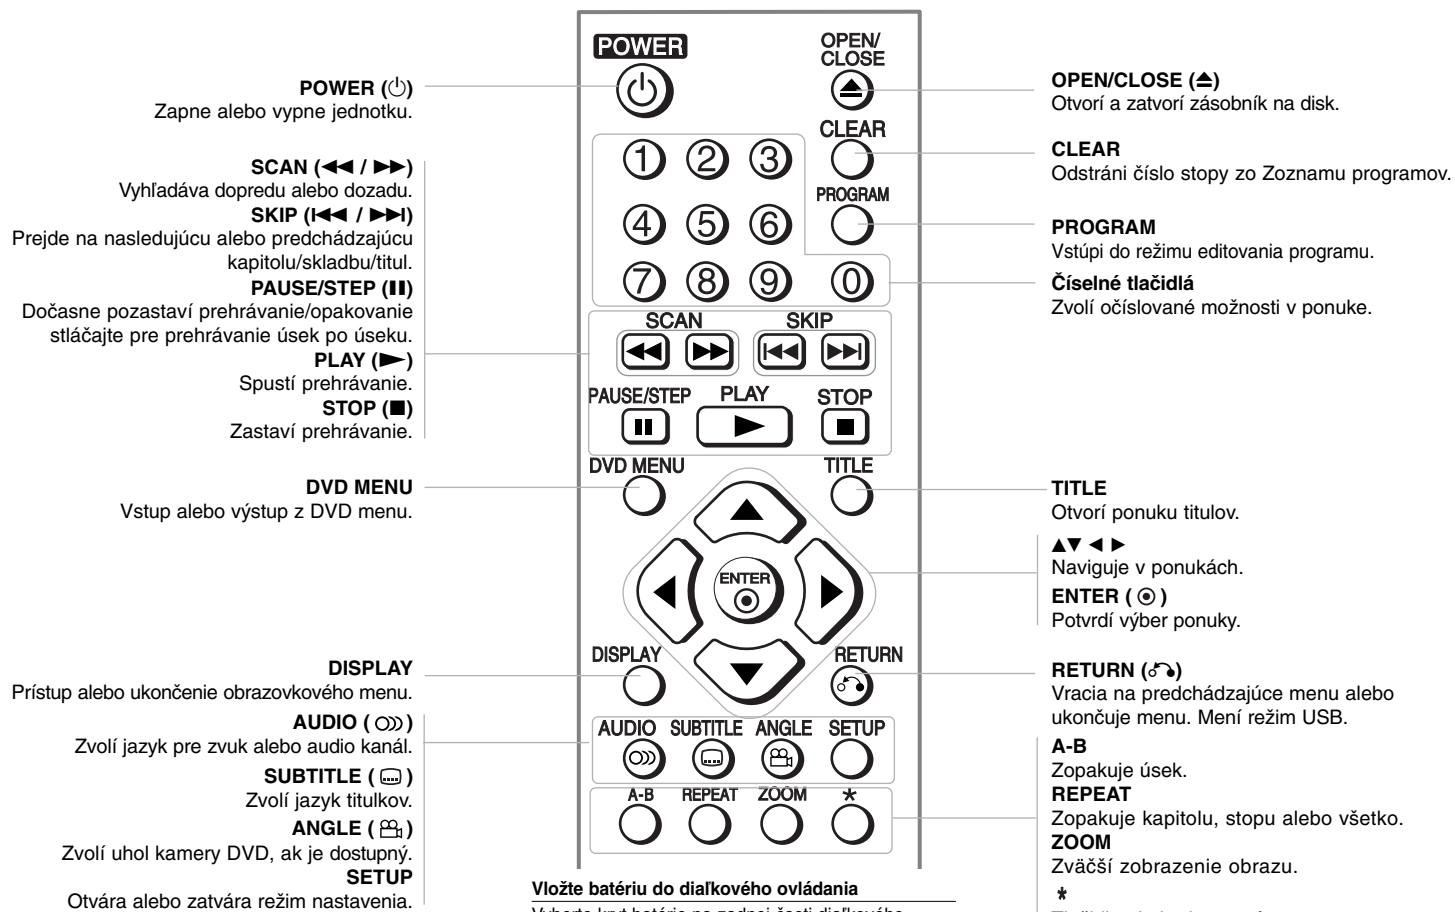 POWER (⏻)
Zapne alebo vypne jednotku.
SCAN (◀◀ / ▶▶)
Vyhľadáva dopredu alebo dozadu.
SKIP (I◀◀ / ▶▶I)
Prejde na nasledujúcu alebo predchádzajúcu
kapitolu/skladbu/titul.
PAUSE/STEP (II)
Dočasne pozastaví prehrávanie/opakovanie
stláčajte pre prehrávanie úsek po úseku.
PLAY (▶)
Spustí prehrávanie.
STOP (■)
Zastaví prehrávanie.
DVD MENU
Vstup alebo výstup z DVD menu.
DISPLAY
Prístup alebo ukončenie obrazovkového menu.
AUDIO ( )
Zvolí jazyk pre zvuk alebo audio kanál.
SUBTITLE ( )
Zvolí jazyk titulkov.
ANGLE ( )
Zvolí uhol kamery DVD, ak je dostupný.
SETUP
Otvára alebo zatvára režim nastavenia.
POWER
OPEN/
CLOSE
CLEAR
1 2 3
PROGRAM
4 5 6
7 8 9 0
SCAN SKIP
PAUSE/STEP PLAY STOP
DVD MENU TITLE
ENTER
DISPLAY RETURN
AUDIO SUBTITLE ANGLE SETUP
A-B REPEAT ZOOM *
Vložte batériu do diaľkového ovládania
OPEN/CLOSE (⏏)
Otvorí a zatvorí zásobník na disk.
CLEAR
Odstráni číslo stopy zo Zoznamu programov.
PROGRAM
Vstúpi do režimu editovania programu.
Číselné tlačidlá
Zvolí očíslované možnosti v ponuke.
TITLE
Otvorí ponuku titulov.
▲▼ ◀ ▶
Naviguje v ponukách.
ENTER ( ◉ )
Potvrdí výber ponuky.
RETURN ( )
Vracia na predchádzajúce menu alebo
ukončuje menu. Mení režim USB.
A-B
Zopakuje úsek.
REPEAT
Zopakuje kapitolu, stopu alebo všetko.
ZOOM
Zväčší zobrazenie obrazu.
*